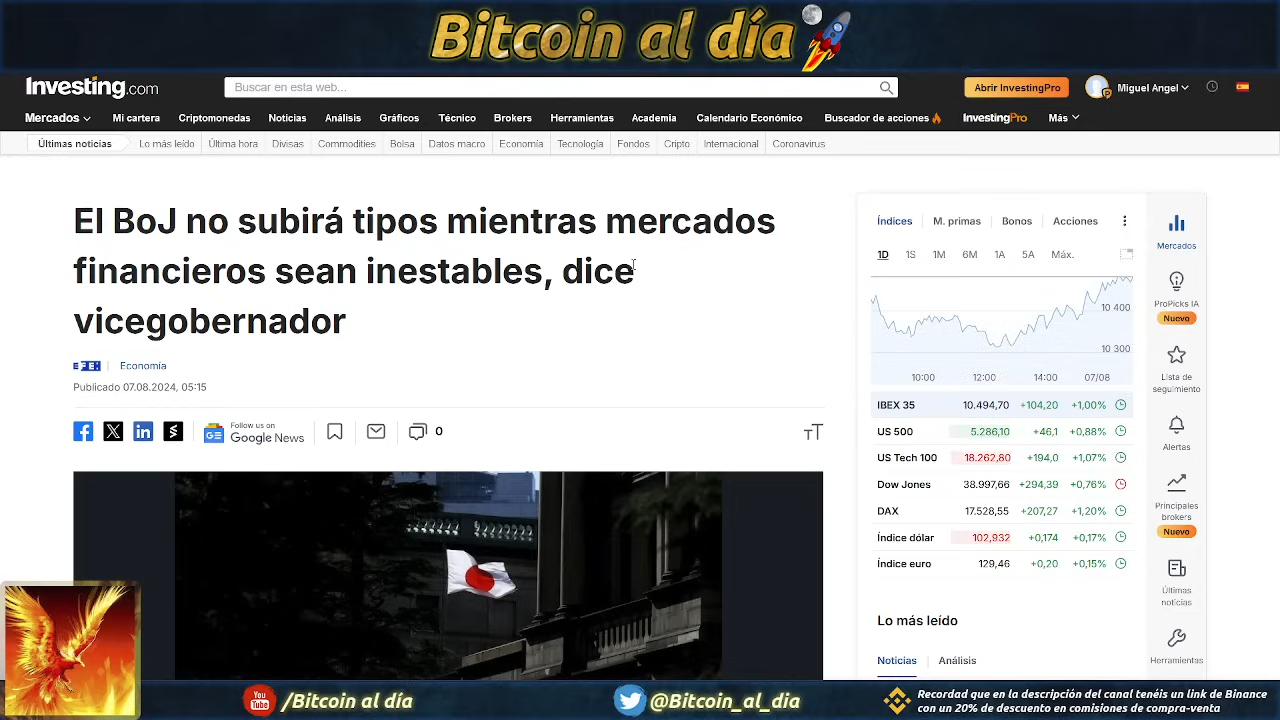 Bitcoin al día
Investing.com
Buscar en esta web...
Abrir InvestingPro
Miguel Angel
Mercados
Mi cartera
Criptomonedas
Noticias
Análisis
Gráficos
Técnico
Brokers
Herramientas
Academia
Calendario Económico
Buscador de acciones
InvestingPro
Más
Últimas noticias
Lo más leído
Última hora
Divisas
Commodities
Bolsa
Datos macro
Economía
Tecnología
Fondos
Cripto
Internacional
Coronavirus
El BoJ no subirá tipos mientras mercados
financieros sean inestables, dice
vicegobernador
EFE
Economía
Publicado 07.08.2024, 05:15
Follow us on
Google News
0
TT
Índices
M. primas
Bonos
Acciones
1D
1S
1M
6M
1A
5A
Máx.
10 400
10 300
10:00
12:00
14:00
07/08
IBEX 35 10.494,70 +104,20 +1,00%
US 500 5.286,10 +46,1 +0,88%
US Tech 100 18.262,80 +194,0 +1,07%
Dow Jones 38.997,66 +294,39 +0,76%
DAX 17.528,55 +207,27 +1,20%
Índice dólar 102,932 +0,174 +0,17%
Índice euro 129,46 +0,20 +0,15%
Lo más leído
Noticias
Análisis
Mercados
ProPicks IA
Nuevo
Lista de
seguimiento
Alertas
Principales
brokers
Nuevo
Últimas
noticias
Herramientas
You
Tube
/Bitcoin al día
@Bitcoin_al_dia
Recordad que en la descripción del canal tenéis un link de Binance
con un 20% de descuento en comisiones de compra-venta